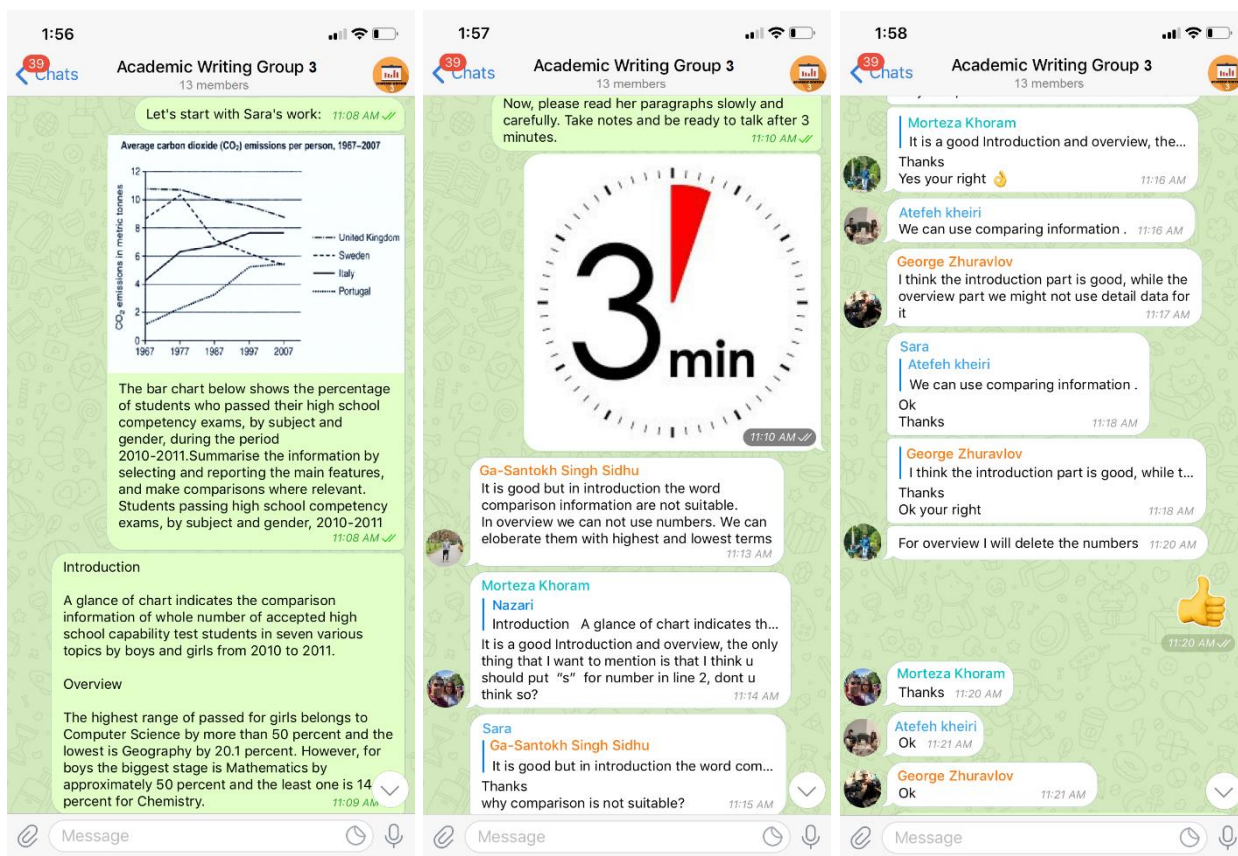 1:56
39
Chats
Academic Writing Group 3
13 members
Let's start with Sara's work: 11:08 AM
Average carbon dioxide (CO₂) emissions per person, 1967–2007
CO₂ emissions in metric tonnes
12
10
8
6
4
2
0
1967 1977 1987 1997 2007
United Kingdom
Sweden
Italy
Portugal
The bar chart below shows the percentage
of students who passed their high school
competency exams, by subject and
gender, during the period
2010-2011.Summarise the information by
selecting and reporting the main features,
and make comparisons where relevant.
Students passing high school competency
exams, by subject and gender, 2010-2011
11:08 AM
Introduction
A glance of chart indicates the comparison
information of whole number of accepted high
school capability test students in seven various
topics by boys and girls from 2010 to 2011.
Overview
The highest range of passed for girls belongs to
Computer Science by more than 50 percent and the
lowest is Geography by 20.1 percent. However, for
boys the biggest stage is Mathematics by
approximately 50 percent and the least one is 14
percent for Chemistry. 11:09 AM
Message
1:57
39
Chats
Academic Writing Group 3
13 members
Now, please read her paragraphs slowly and
carefully. Take notes and be ready to talk after 3
minutes. 11:10 AM
3 min
11:10 AM
Ga-Santokh Singh Sidhu
It is good but in introduction the word
comparison information are not suitable.
In overview we can not use numbers. We can
eloberate them with highest and lowest terms
11:13 AM
Morteza Khoram
Nazari
Introduction A glance of chart indicates th...
It is a good Introduction and overview, the only
thing that I want to mention is that I think u
should put “s” for number in line 2, dont u
think so? 11:14 AM
Sara
Ga-Santokh Singh Sidhu
It is good but in introduction the word com...
Thanks
why comparison is not suitable? 11:15 AM
Message
1:58
39
Chats
Academic Writing Group 3
13 members
Morteza Khoram
It is a good Introduction and overview, the...
Thanks
Yes your right 👌 11:16 AM
Atefeh kheiri
We can use comparing information . 11:16 AM
George Zhuravlov
I think the introduction part is good, while the
overview part we might not use detail data for
it 11:17 AM
Sara
Atefeh kheiri
We can use comparing information .
Ok
Thanks 11:18 AM
George Zhuravlov
I think the introduction part is good, while t...
Thanks
Ok your right 11:18 AM
For overview I will delete the numbers 11:20 AM
👍
11:20 AM
Morteza Khoram
Thanks 11:20 AM
Atefeh kheiri
Ok 11:21 AM
George Zhuravlov
Ok 11:21 AM
Message